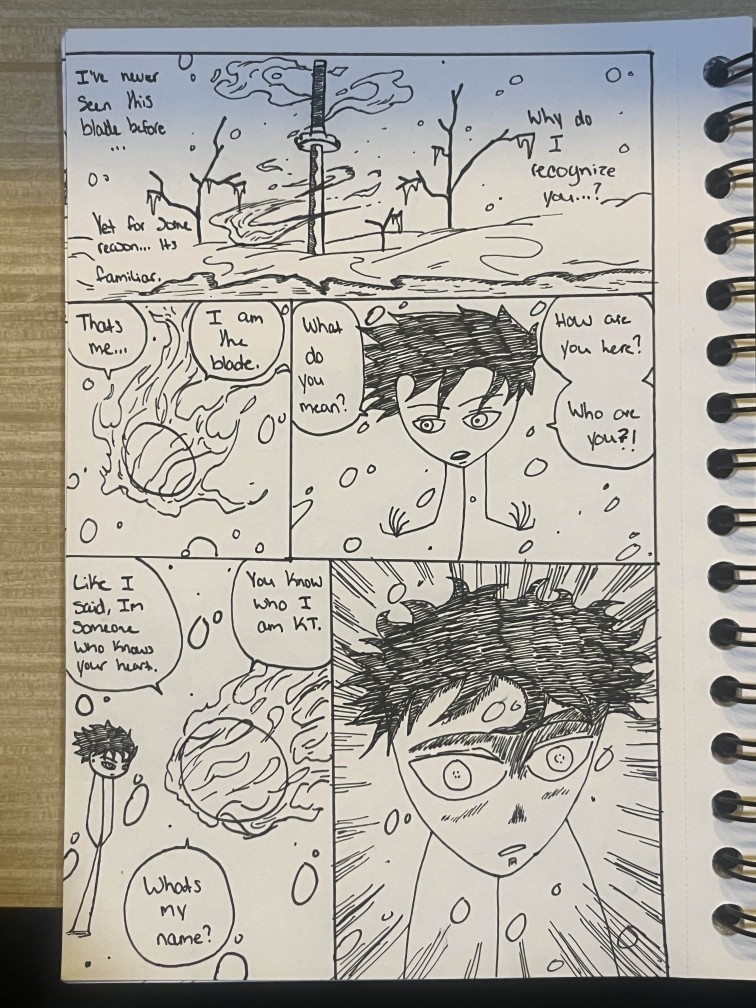 I've never
seen this
blade before
...
Yet for some
reason... Its
familiar.
Why do
I
recognize
you...?
Thats
me...
I am
the
blade.
What
do
you
mean?
How are
you here?
Who are
you?!
Like I
said, Im
someone
who knows
your heart.
You know
who I
am KT.
Whats
my
name?